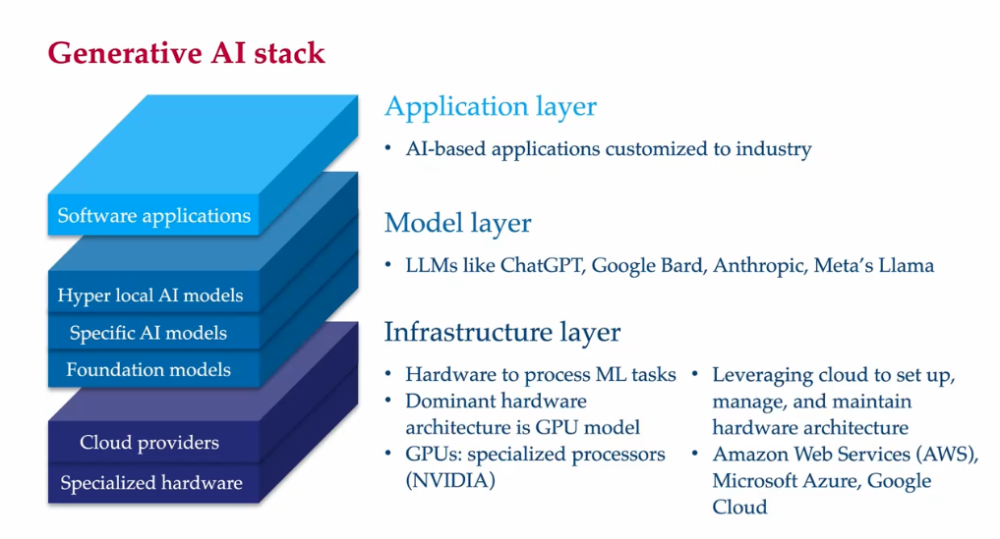 Generative AI stack
Software applications
Hyper local AI models
Specific AI models
Foundation models
Cloud providers
Specialized hardware
Application layer
• AI-based applications customized to industry
Model layer
• LLMs like ChatGPT, Google Bard, Anthropic, Meta’s Llama
Infrastructure layer
• Hardware to process ML tasks
• Dominant hardware
architecture is GPU model
• GPUs: specialized processors
(NVIDIA)
• Leveraging cloud to set up,
manage, and maintain
hardware architecture
• Amazon Web Services (AWS),
Microsoft Azure, Google
Cloud